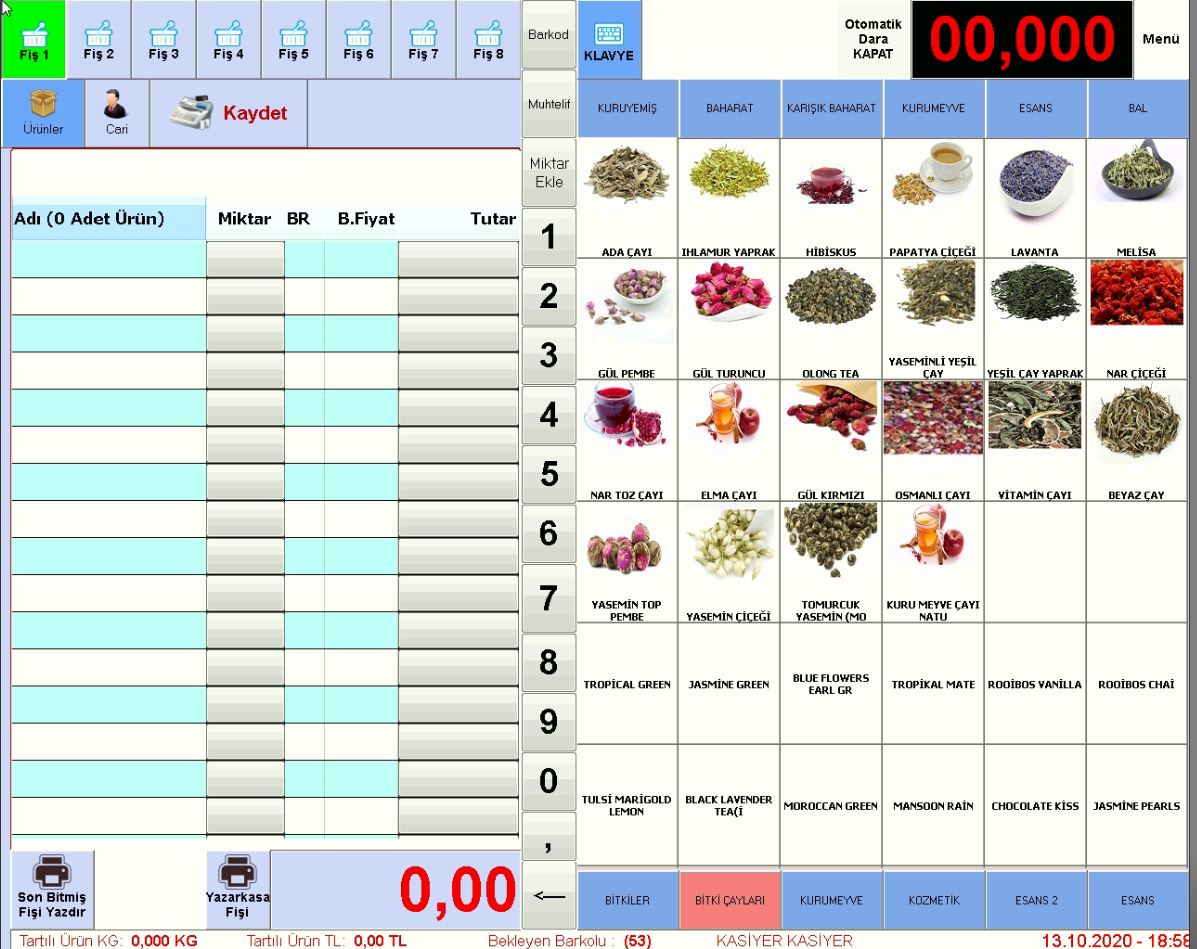 Fiş 1
Fiş 2
Fiş 3
Fiş 4
Fiş 5
Fiş 6
Fiş 7
Fiş 8
Barkod
KLAVYE
Otomatik
Dara
KAPAT
00,000
Menü
Ürünler
Cari
Kaydet
Muhtelif
Miktar
Ekle
Adı (0 Adet Ürün)
Miktar
BR
B.Fiyat
Tutar
1
2
3
4
5
6
7
8
9
0
,
<—
KURUYEMİŞ
BAHARAT
KARIŞIK BAHARAT
KURUMEYVE
ESANS
BAL
ADA ÇAYI
IHLAMUR YAPRAK
HİBİSKUS
PAPATYA ÇİÇEĞİ
LAVANTA
MELİSA
GÜL PEMBE
GÜL TURUNCU
OLONG TEA
YASEMİNLİ YEŞİL
ÇAY
YEŞİL ÇAY YAPRAK
NAR ÇİÇEĞİ
NAR TOZ ÇAYI
ELMA ÇAYI
GÜL KIRMIZI
OSMANLI ÇAYI
VİTAMİN ÇAYI
BEYAZ ÇAY
YASEMİN TOP
PEMBE
YASEMİN ÇİÇEĞİ
TOMURCUK
YASEMİN (MO
KURU MEYVE ÇAYI
NATU
TROPİCAL GREEN
JASMİNE GREEN
BLUE FLOWERS
EARL GR
TROPİKAL MATE
ROOİBOS VANİLLA
ROOİBOS CHAİ
TULSİ MARİGOLD
LEMON
BLACK LAVENDER
TEA(İ
MOROCCAN GREEN
MANSOON RAİN
CHOCOLATE KİSS
JASMİNE PEARLS
BİTKİLER
BİTKİ ÇAYLARI
KURUMEYVE
KOZMETİK
ESANS 2
ESANS
Son Bitmiş
Fişi Yazdır
Yazarkasa
Fişi
0,00
Tartılı Ürün KG: 0,000 KG
Tartılı Ürün TL: 0,00 TL
Bekleyen Barkolu : (53)
KASİYER KASİYER
13.10.2020 - 18:58